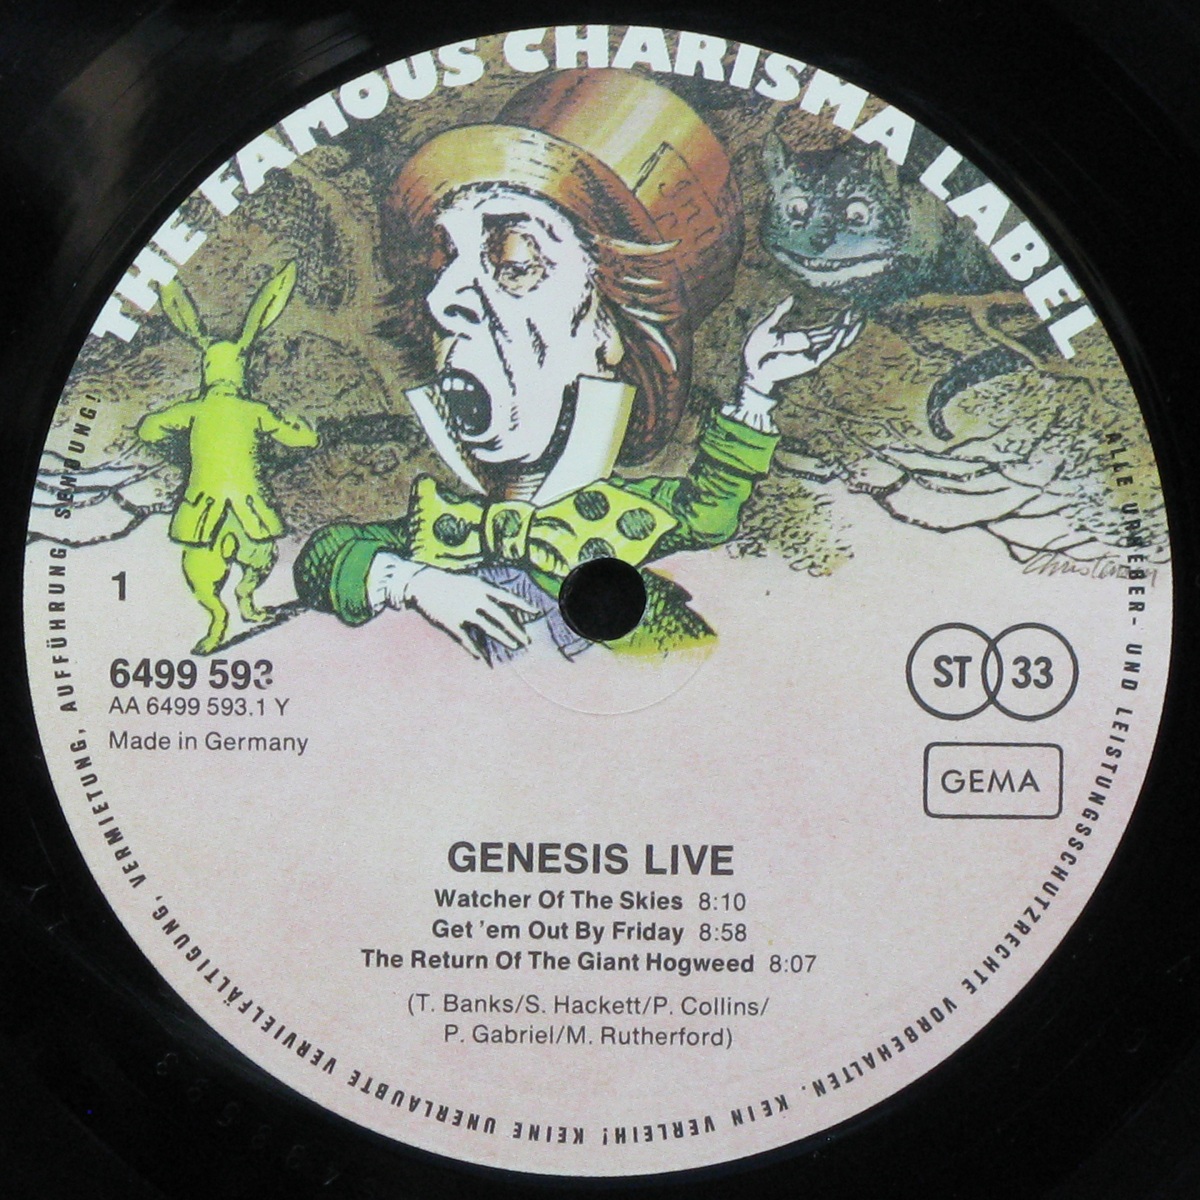 THE FAMOUS CHARISMA LABEL
1
6499 593
AA 6499 593.1 Y
Made in Germany
ST 33
GEMA
GENESIS LIVE
Watcher Of The Skies 8:10
Get 'em Out By Friday 8:58
The Return Of The Giant Hogweed 8:07
(T. Banks/S. Hackett/P. Collins/
P. Gabriel/M. Rutherford)
ALLE URHEBER- UND LEISTUNGSSCHUTZRECHTE VORBEHALTEN. KEIN VERLEIH! KEINE UNERLAUBTE VERVIELFÄLTIGUNG, VERMIETUNG, AUFFÜHRUNG, SENDUNG!